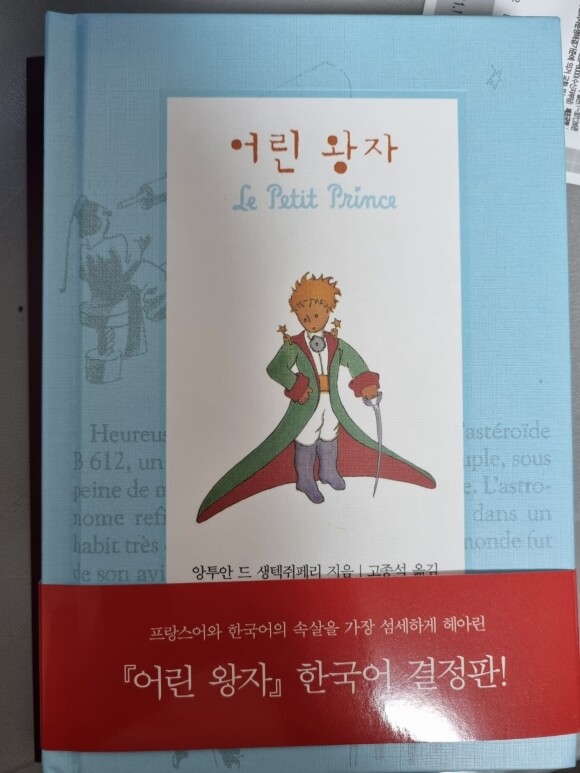 어린 왕자
Le Petit Prince
Heureus
astéroïde
B 612, un
uple, sous
peine de m
e. L'astro-
nome refi
dans un
habit très
monde fut
de son avi
앙투안 드 생텍쥐페리 지음 | 고종석 옮김
프랑스어와 한국어의 속살을 가장 섬세하게 헤아린
『어린 왕자』 한국어 결정판!